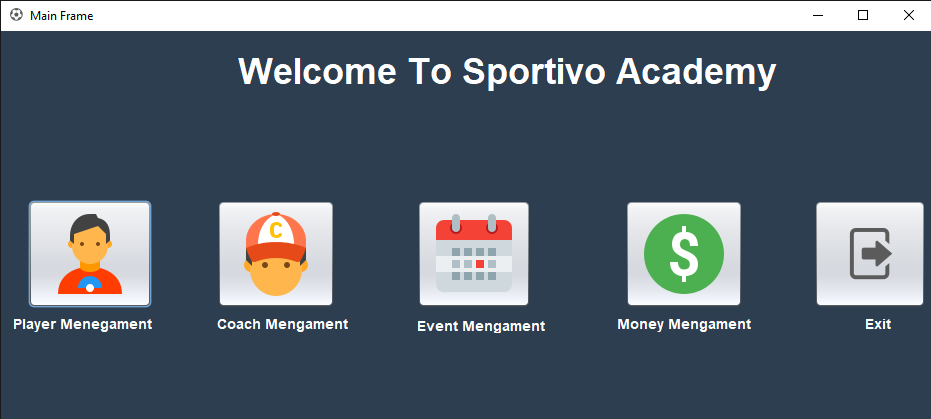 Main Frame
Welcome To Sportivo Academy
C
Player Menegament
Coach Mengament
Event Mengament
Money Mengament
Exit